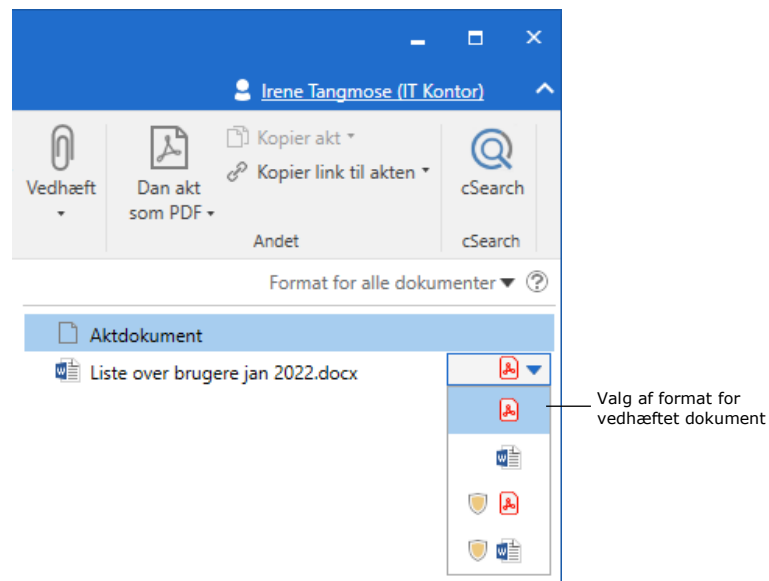 Irene Tangmose (IT Kontor)
Vedhæft
Dan akt
som PDF
Kopier akt
Kopier link til akten
Andet
cSearch
cSearch
Format for alle dokumenter ?
Aktdokument
Liste over brugere jan 2022.docx
Valg af format for
vedhæftet dokument